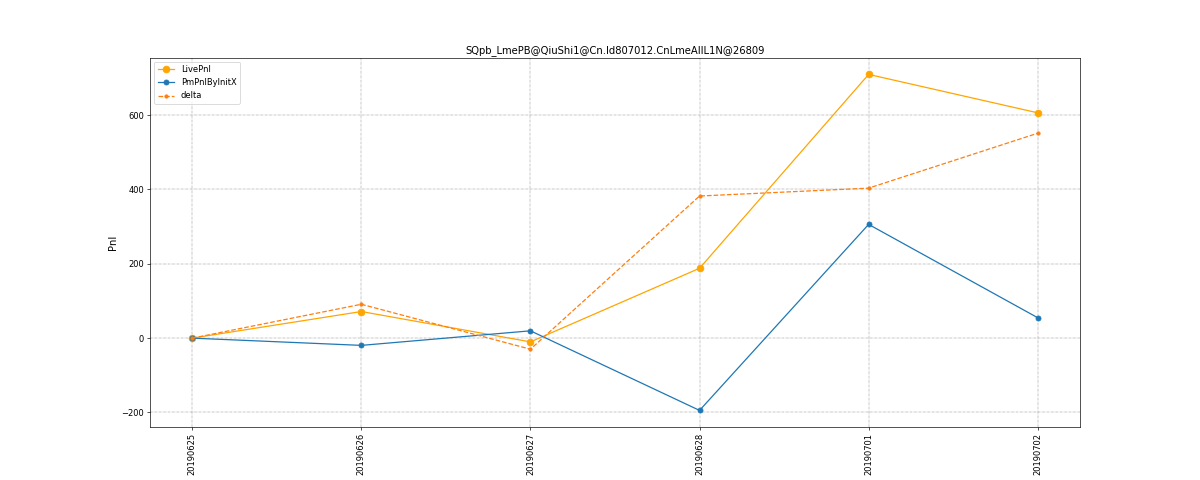 SQpb_LmePB@QiuShi1@Cn.Id807012.CnLmeAllL1N@26809
LivePnl
PmPnlByInitX
delta
Pnl
600
400
200
0
−200
20190625
20190626
20190627
20190628
20190701
20190702